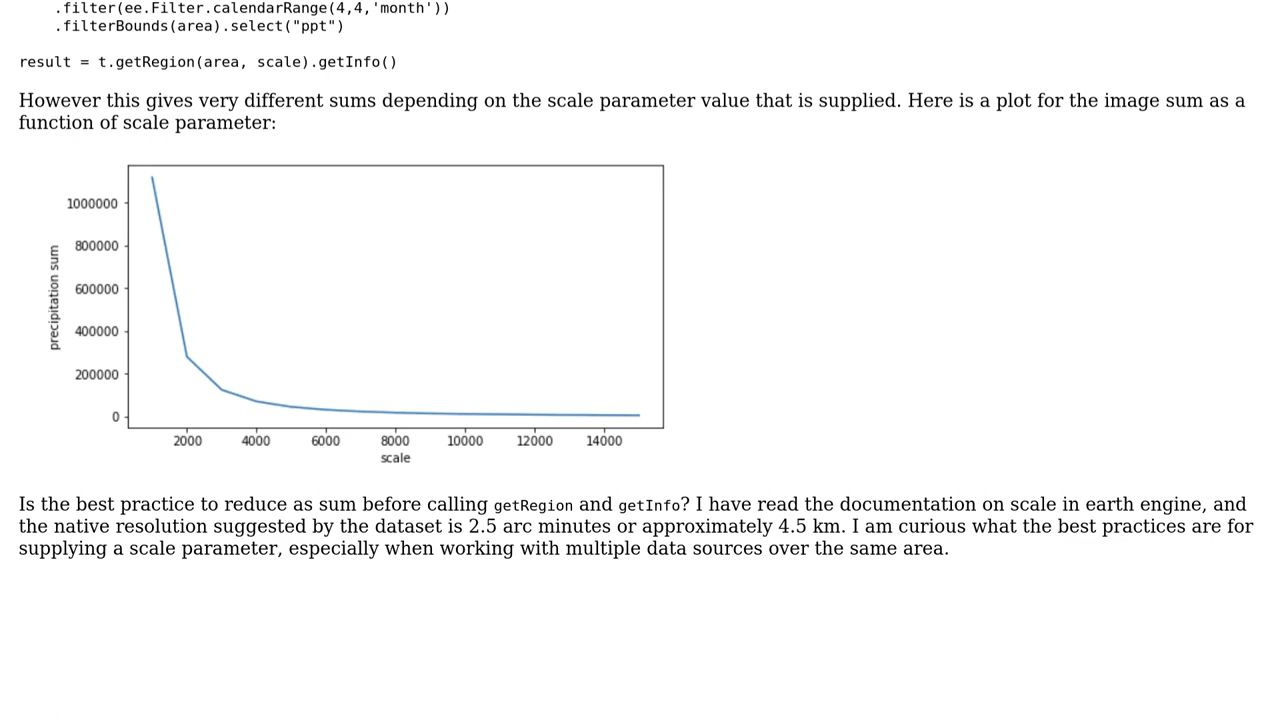 .filter(ee.Filter.calendarRange(4,4,'month'))
.filterBounds(area).select("ppt")
result = t.getRegion(area, scale).getInfo()
However this gives very different sums depending on the scale parameter value that is supplied. Here is a plot for the image sum as a
function of scale parameter:
1000000
800000
600000
400000
200000
0
precipitation sum
2000 4000 6000 8000 10000 12000 14000
scale
Is the best practice to reduce as sum before calling getRegion and getInfo? I have read the documentation on scale in earth engine, and
the native resolution suggested by the dataset is 2.5 arc minutes or approximately 4.5 km. I am curious what the best practices are for
supplying a scale parameter, especially when working with multiple data sources over the same area.